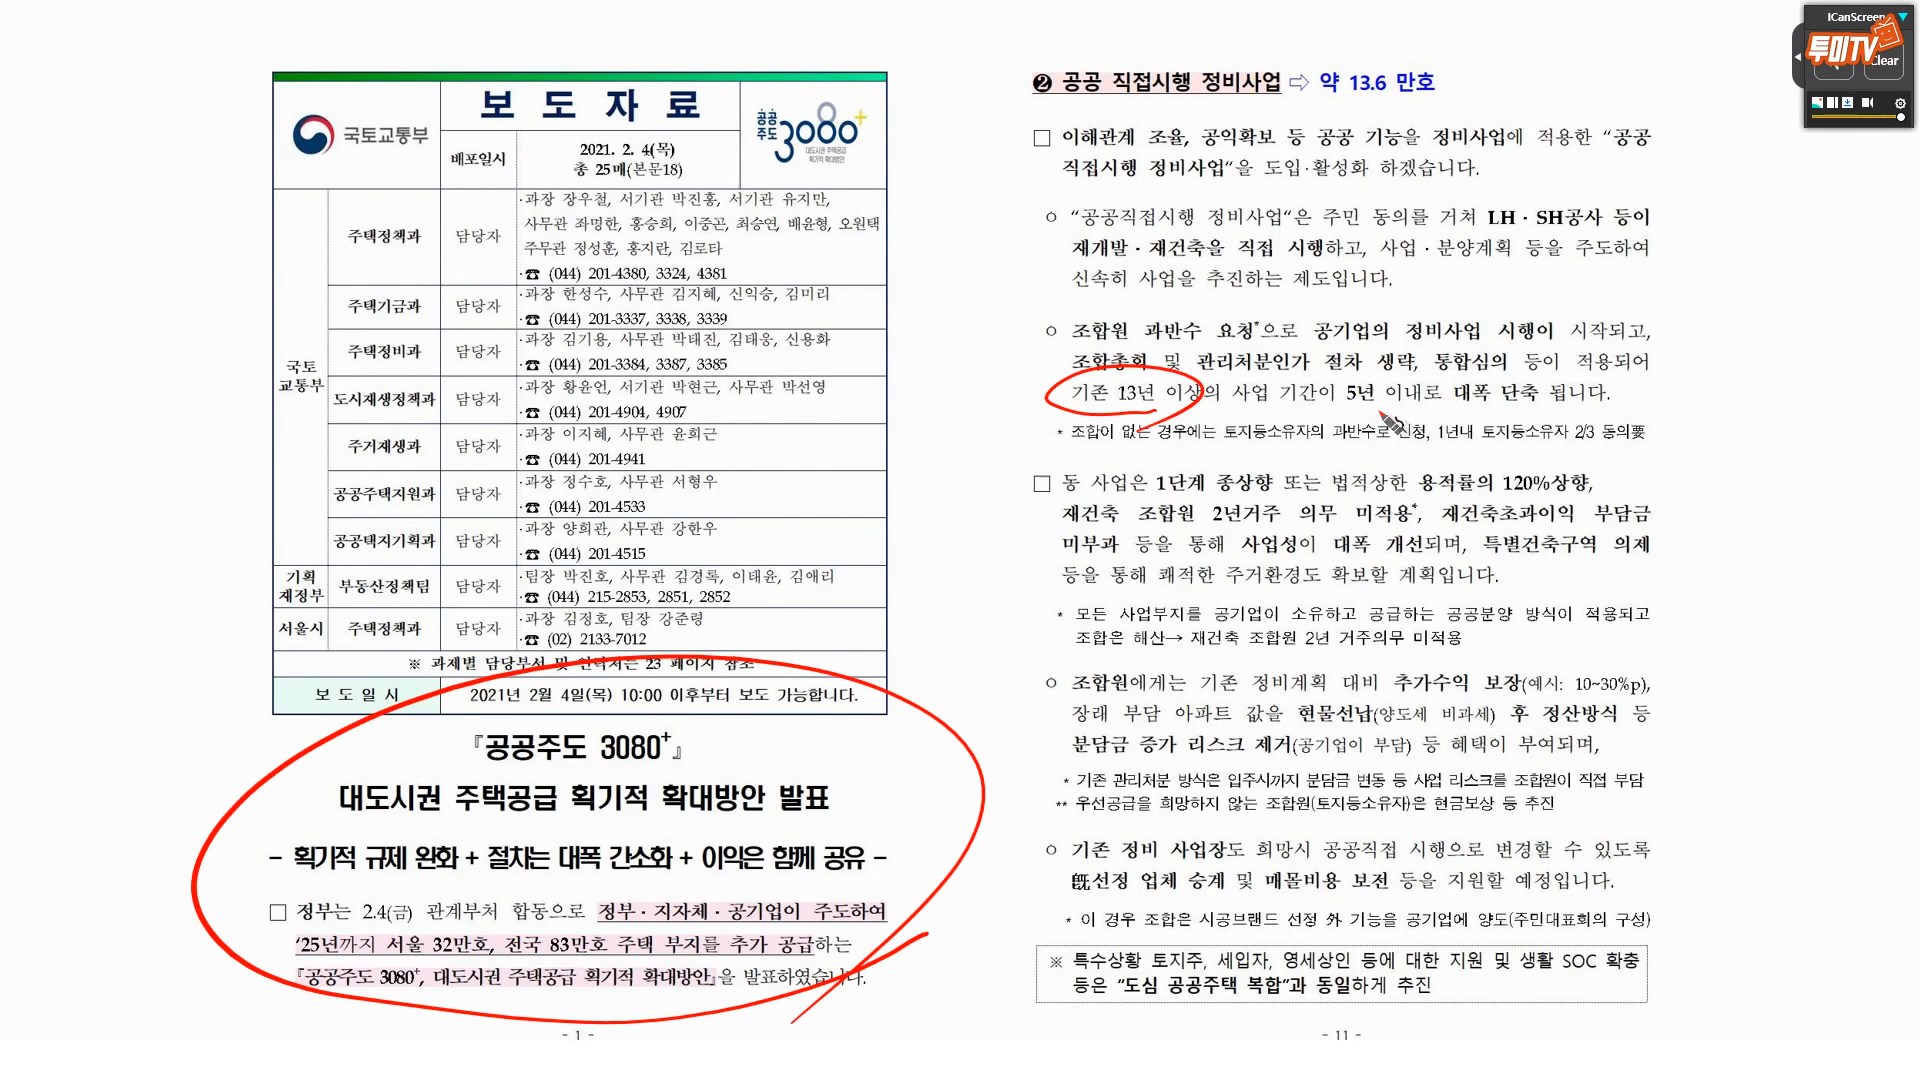 국토교통부
보 도 자 료
배포일시
2021. 2. 4(목)
총 25매(본문18)
공공주도 3080+
대도시권 주택공급
획기적 확대방안
국토
교통부
주택정책과
담당자
·과장 장우철, 서기관 박진홍, 서기관 유지만,
사무관 좌명한, 홍승희, 이중곤, 최승연, 배윤형, 오원택
주무관 정성훈, 홍지란, 김로타
·☎ (044) 201-4380, 3324, 4381
주택기금과
담당자
·과장 한성수, 사무관 김지혜, 신익승, 김미리
·☎ (044) 201-3337, 3338, 3339
주택정비과
담당자
·과장 김기용, 사무관 박태진, 김태웅, 신용화
·☎ (044) 201-3384, 3387, 3385
도시재생정책과
담당자
·과장 황윤언, 서기관 박현근, 사무관 박선영
·☎ (044) 201-4904, 4907
주거재생과
담당자
·과장 이지혜, 사무관 윤희근
·☎ (044) 201-4941
공공주택지원과
담당자
·과장 정수호, 사무관 서형우
·☎ (044) 201-4533
공공택지기획과
담당자
·과장 양희관, 사무관 강한우
·☎ (044) 201-4515
기획
재정부
부동산정책팀
담당자
·팀장 박진호, 사무관 김경록, 이태윤, 김애리
·☎ (044) 215-2853, 2851, 2852
서울시
주택정책과
담당자
·과장 김정호, 팀장 강준령
·☎ (02) 2133-7012
※ 과제별 담당부서 및 연락처는 23 페이지 참조
보 도 일 시
2021년 2월 4일(목) 10:00 이후부터 보도 가능합니다.
『공공주도 3080+』
대도시권 주택공급 획기적 확대방안 발표
- 획기적 규제 완화 + 절차는 대폭 간소화 + 이익은 함께 공유 -
□ 정부는 2.4(금) 관계부처 합동으로 정부·지자체·공기업이 주도하여
'25년까지 서울 32만호, 전국 83만호 주택 부지를 추가 공급하는
『공공주도 3080+, 대도시권 주택공급 획기적 확대방안』을 발표하였습니다.
- 1 -
❷ 공공 직접시행 정비사업 ⇨ 약 13.6 만호
□ 이해관계 조율, 공익확보 등 공공 기능을 정비사업에 적용한 “공공
직접시행 정비사업“을 도입·활성화 하겠습니다.
ㅇ “공공직접시행 정비사업“은 주민 동의를 거쳐 LH·SH공사 등이
재개발·재건축을 직접 시행하고, 사업·분양계획 등을 주도하여
신속히 사업을 추진하는 제도입니다.
ㅇ 조합원 과반수 요청*으로 공기업의 정비사업 시행이 시작되고,
조합총회 및 관리처분인가 절차 생략, 통합심의 등이 적용되어
기존 13년 이상의 사업 기간이 5년 이내로 대폭 단축 됩니다.
* 조합이 없는 경우에는 토지등소유자의 과반수로 신청, 1년내 토지등소유자 2/3 동의要
□ 동 사업은 1단계 종상향 또는 법적상한 용적률의 120%상향,
재건축 조합원 2년거주 의무 미적용*, 재건축초과이익 부담금
미부과 등을 통해 사업성이 대폭 개선되며, 특별건축구역 의제
등을 통해 쾌적한 주거환경도 확보할 계획입니다.
* 모든 사업부지를 공기업이 소유하고 공급하는 공공분양 방식이 적용되고
조합은 해산→ 재건축 조합원 2년 거주의무 미적용
ㅇ 조합원에게는 기존 정비계획 대비 추가수익 보장(예시: 10~30%p),
장래 부담 아파트 값을 현물선납(양도세 비과세) 후 정산방식 등
분담금 증가 리스크 제거(공기업이 부담) 등 혜택이 부여되며,
* 기존 관리처분 방식은 입주시까지 분담금 변동 등 사업 리스크를 조합원이 직접 부담
** 우선공급을 희망하지 않는 조합원(토지등소유자)은 현금보상 등 추진
ㅇ 기존 정비 사업장도 희망시 공공직접 시행으로 변경할 수 있도록
旣선정 업체 승계 및 매몰비용 보전 등을 지원할 예정입니다.
* 이 경우 조합은 시공브랜드 선정 外 기능을 공기업에 양도(주민대표회의 구성)
※ 특수상황 토지주, 세입자, 영세상인 등에 대한 지원 및 생활 SOC 확충
등은 “도심 공공주택 복합”과 동일하게 추진
- 11 -
ICanScreen
투미TV
Clear